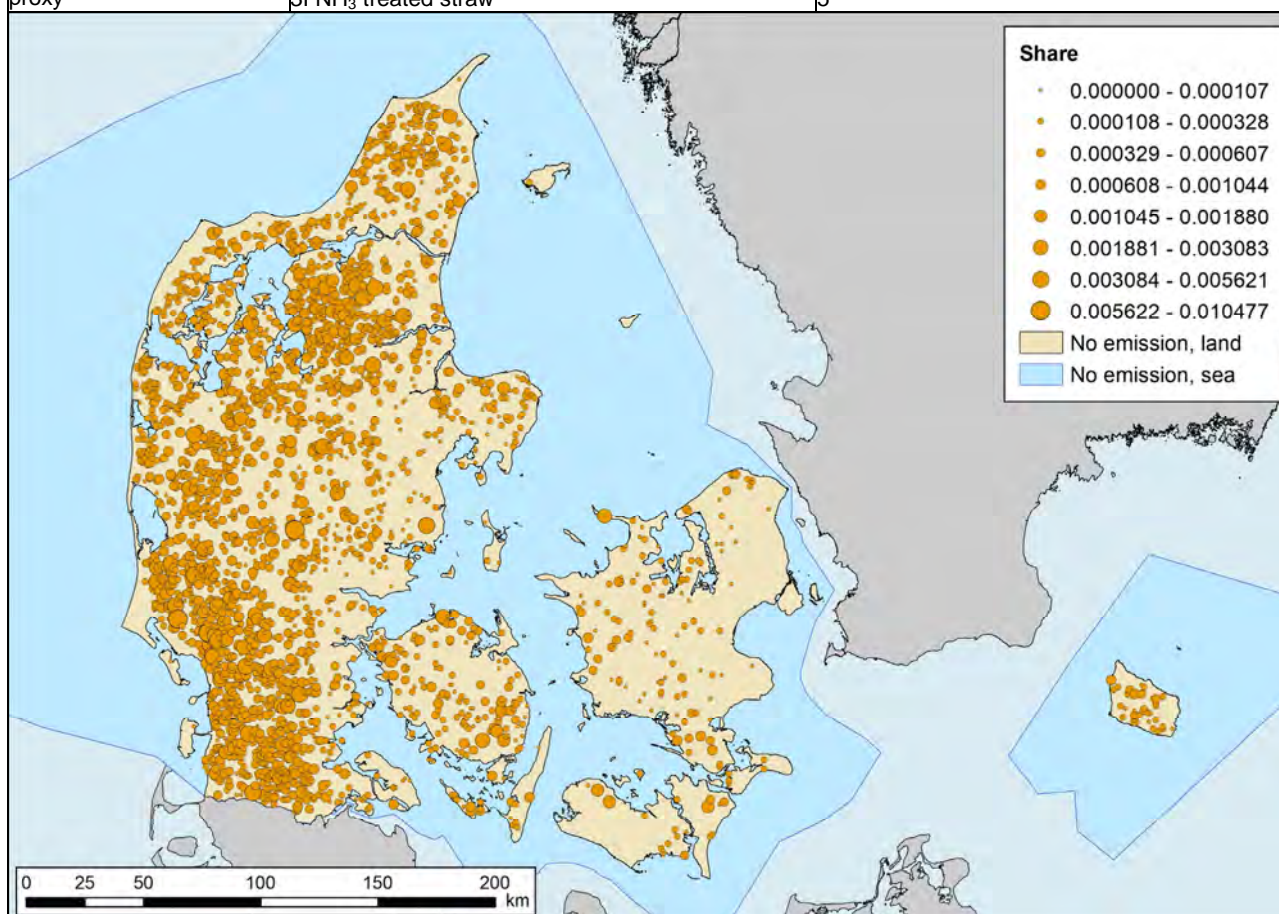 proxy 3I NH₃ treated straw 5
Share
0.000000 - 0.000107
0.000108 - 0.000328
0.000329 - 0.000607
0.000608 - 0.001044
0.001045 - 0.001880
0.001881 - 0.003083
0.003084 - 0.005621
0.005622 - 0.010477
No emission, land
No emission, sea
0 25 50 100 150 200
km